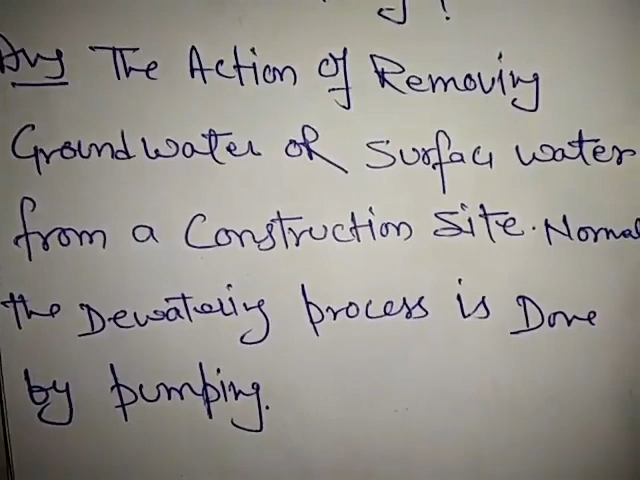 g!
Ans The Action Of Removing
Groundwater OR Surface water
from a Construction Site. Normal
the Dewatering process is Done
by pumping.